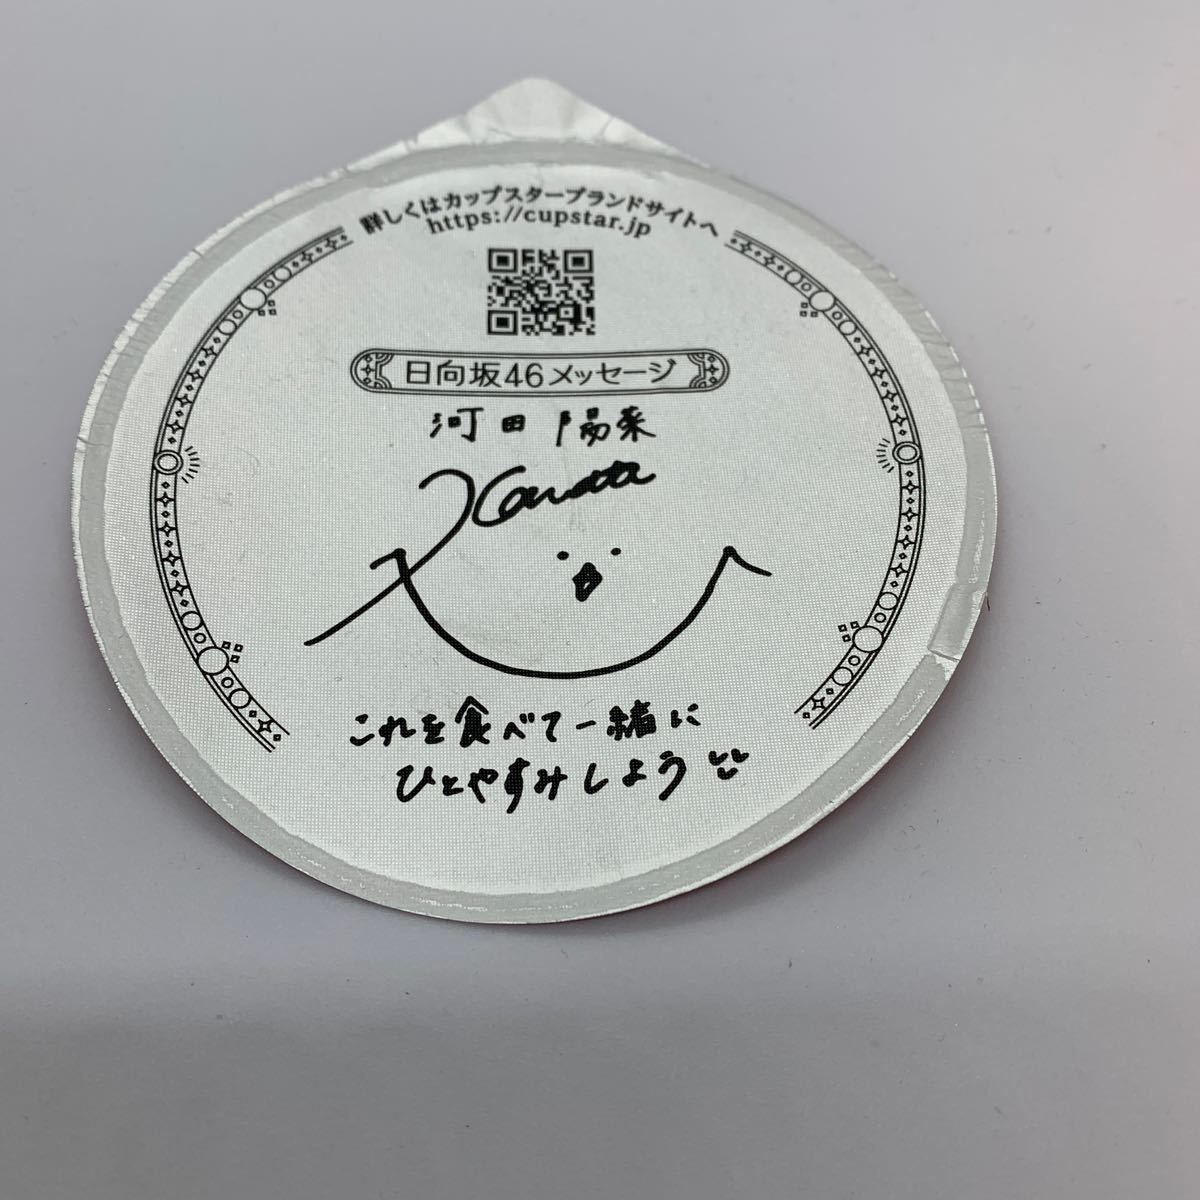 詳しくはカップスターブランドサイトへ
https://cupstar.jp
日向坂46メッセージ
河田 陽菜
Kawata
これを食べて一緒に
ひとやすみしよう